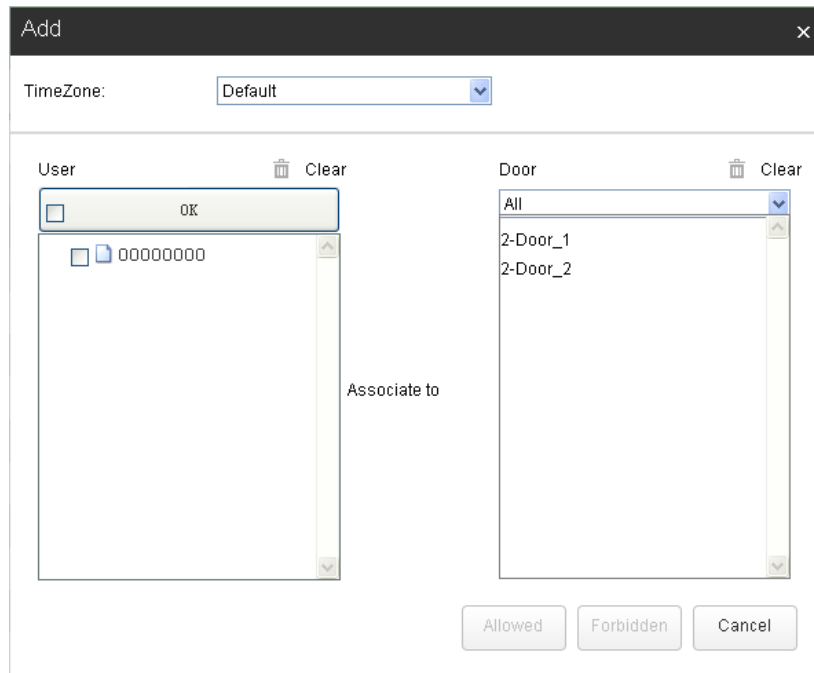 Add
TimeZone: Default
User Clear Door Clear
OK All
00000000 2-Door_1
2-Door_2
Associate to
Allowed Forbidden Cancel